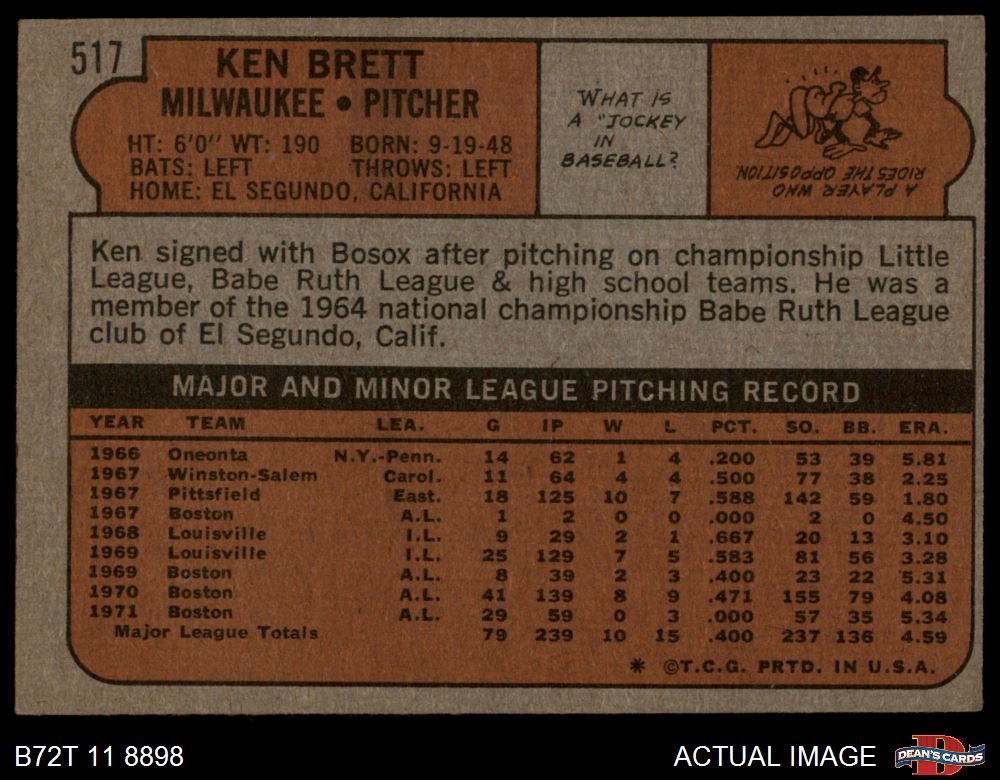 517
KEN BRETT
MILWAUKEE • PITCHER
HT: 6'0" WT: 190 BORN: 9-19-48
BATS: LEFT THROWS: LEFT
HOME: EL SEGUNDO, CALIFORNIA
WHAT IS
A "JOCKEY
IN
BASEBALL?
A PLAYER WHO
RIDES THE OPPOSITION.
Ken signed with Bosox after pitching on championship Little
League, Babe Ruth League & high school teams. He was a
member of the 1964 national championship Babe Ruth League
club of El Segundo, Calif.
MAJOR AND MINOR LEAGUE PITCHING RECORD
YEAR TEAM LEA. G IP W L PCT. SO. BB. ERA.
1966 Oneonta N.Y.-Penn. 14 62 1 4 .200 53 39 5.81
1967 Winston-Salem Carol. 11 64 4 4 .500 77 38 2.25
1967 Pittsfield East. 18 125 10 7 .588 142 59 1.80
1967 Boston A.L. 1 2 0 0 .000 2 0 4.50
1968 Louisville I.L. 9 29 2 1 .667 20 13 3.10
1969 Louisville I.L. 25 129 7 5 .583 81 56 3.28
1969 Boston A.L. 8 39 2 3 .400 23 22 5.31
1970 Boston A.L. 41 139 8 9 .471 155 79 4.08
1971 Boston A.L. 29 59 0 3 .000 57 35 5.34
Major League Totals 79 239 10 15 .400 237 136 4.59
* ©T.C.G. PRTD. IN U.S.A.
B72T 11 8898
ACTUAL IMAGE
DEAN'S CARDS